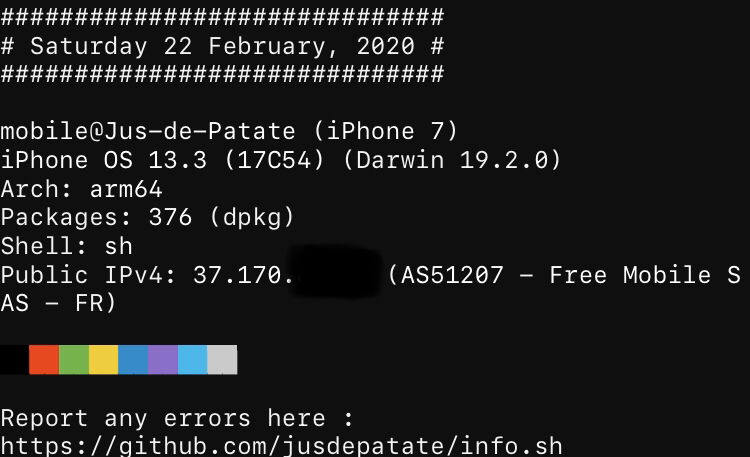 ##############################
# Saturday 22 February, 2020 #
##############################
mobile@Jus-de-Patate (iPhone 7)
iPhone OS 13.3 (17C54) (Darwin 19.2.0)
Arch: arm64
Packages: 376 (dpkg)
Shell: sh
Public IPv4: 37.170. (AS51207 - Free Mobile S
AS - FR)
Report any errors here :
https://github.com/jusdepatate/info.sh